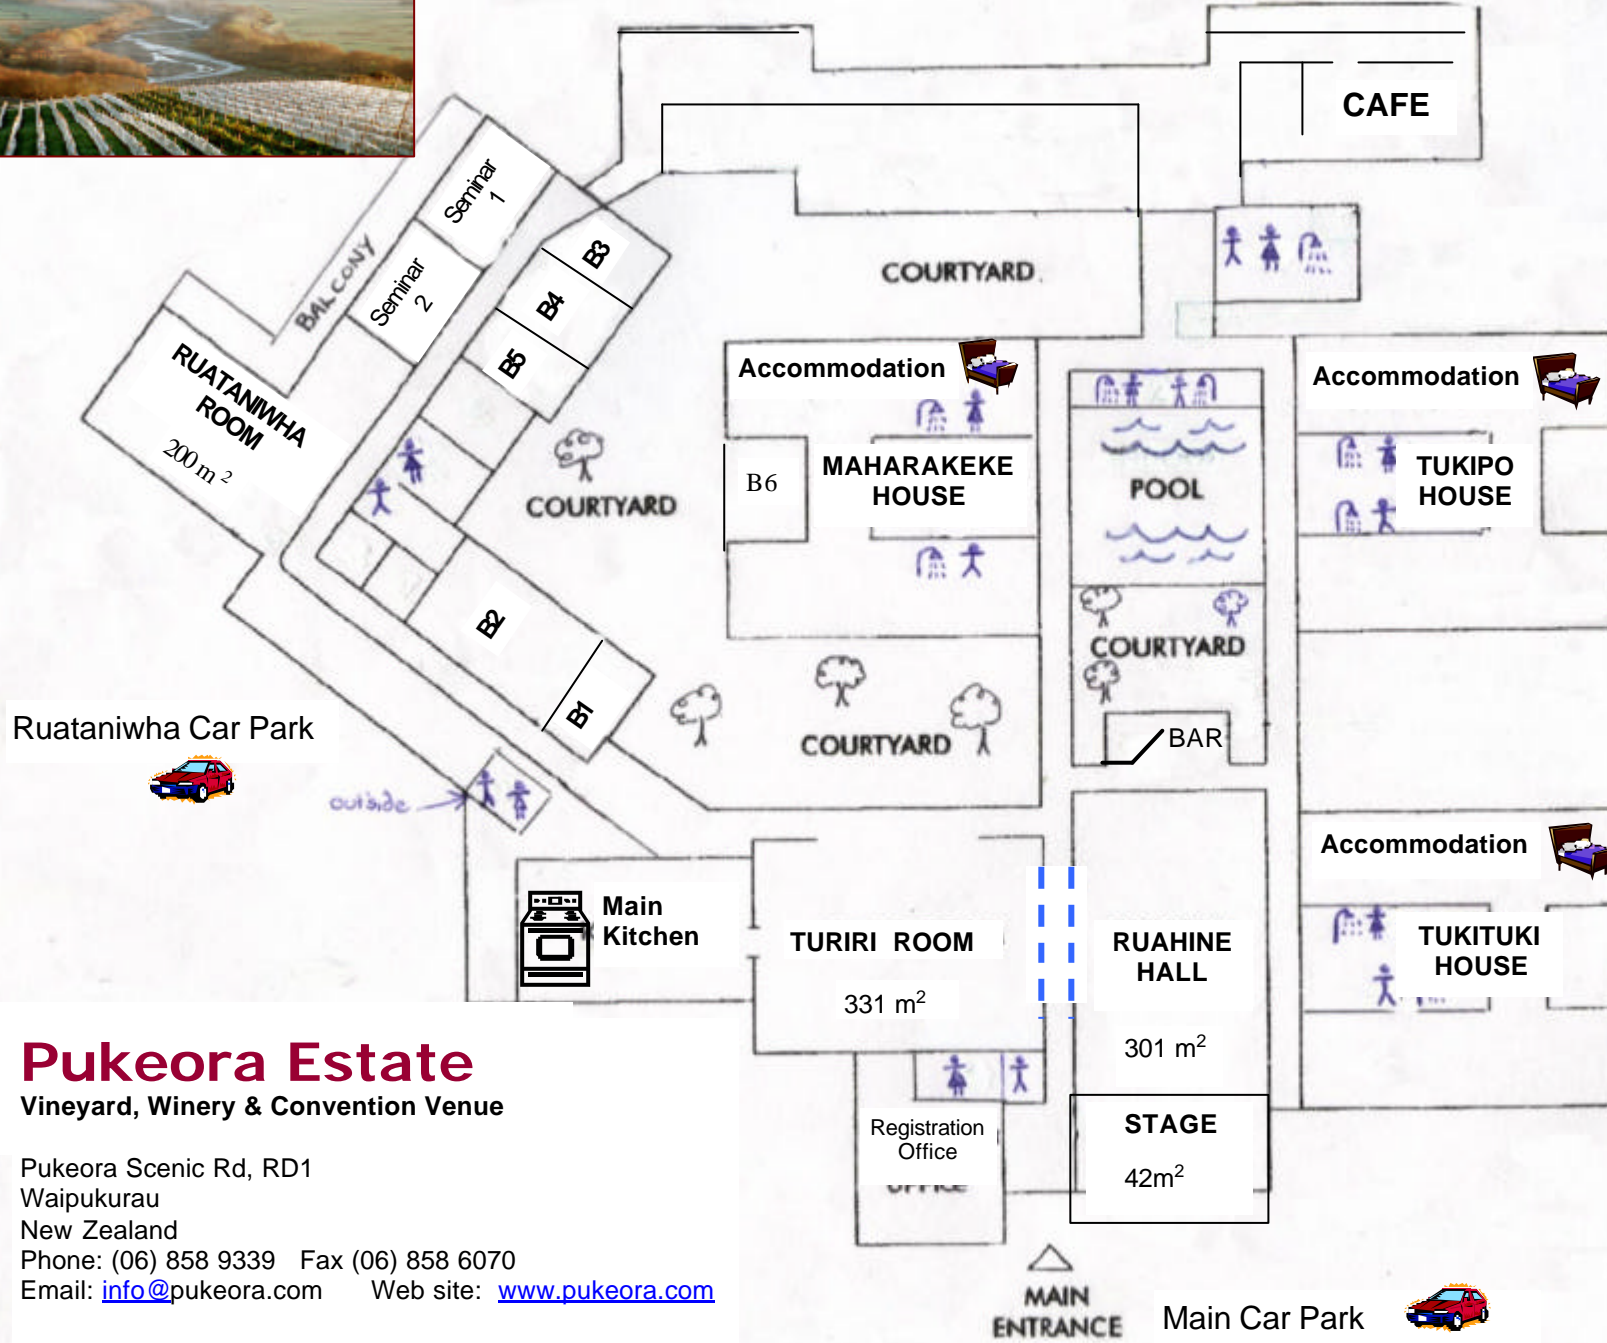 CAFE
Seminar
1
BALCONY
Seminar
2
B3
B4
B5
COURTYARD
RUATANIWHA
ROOM
200 m 2
Accommodation
Accommodation
COURTYARD
B6
MAHARAKEKE
HOUSE
POOL
TUKIPO
HOUSE
B2
B1
COURTYARD
COURTYARD
BAR
Ruataniwha Car Park
outside
Accommodation
Main
Kitchen
TURIRI ROOM
331 m2
RUAHINE
HALL
301 m2
TUKITUKI
HOUSE
STAGE
42m2
Registration
Office
OFFICE
Pukeora Estate
Vineyard, Winery & Convention Venue
Pukeora Scenic Rd, RD1
Waipukurau
New Zealand
Phone: (06) 858 9339 Fax (06) 858 6070
Email: info@pukeora.com Web site: www.pukeora.com
MAIN
ENTRANCE
Main Car Park